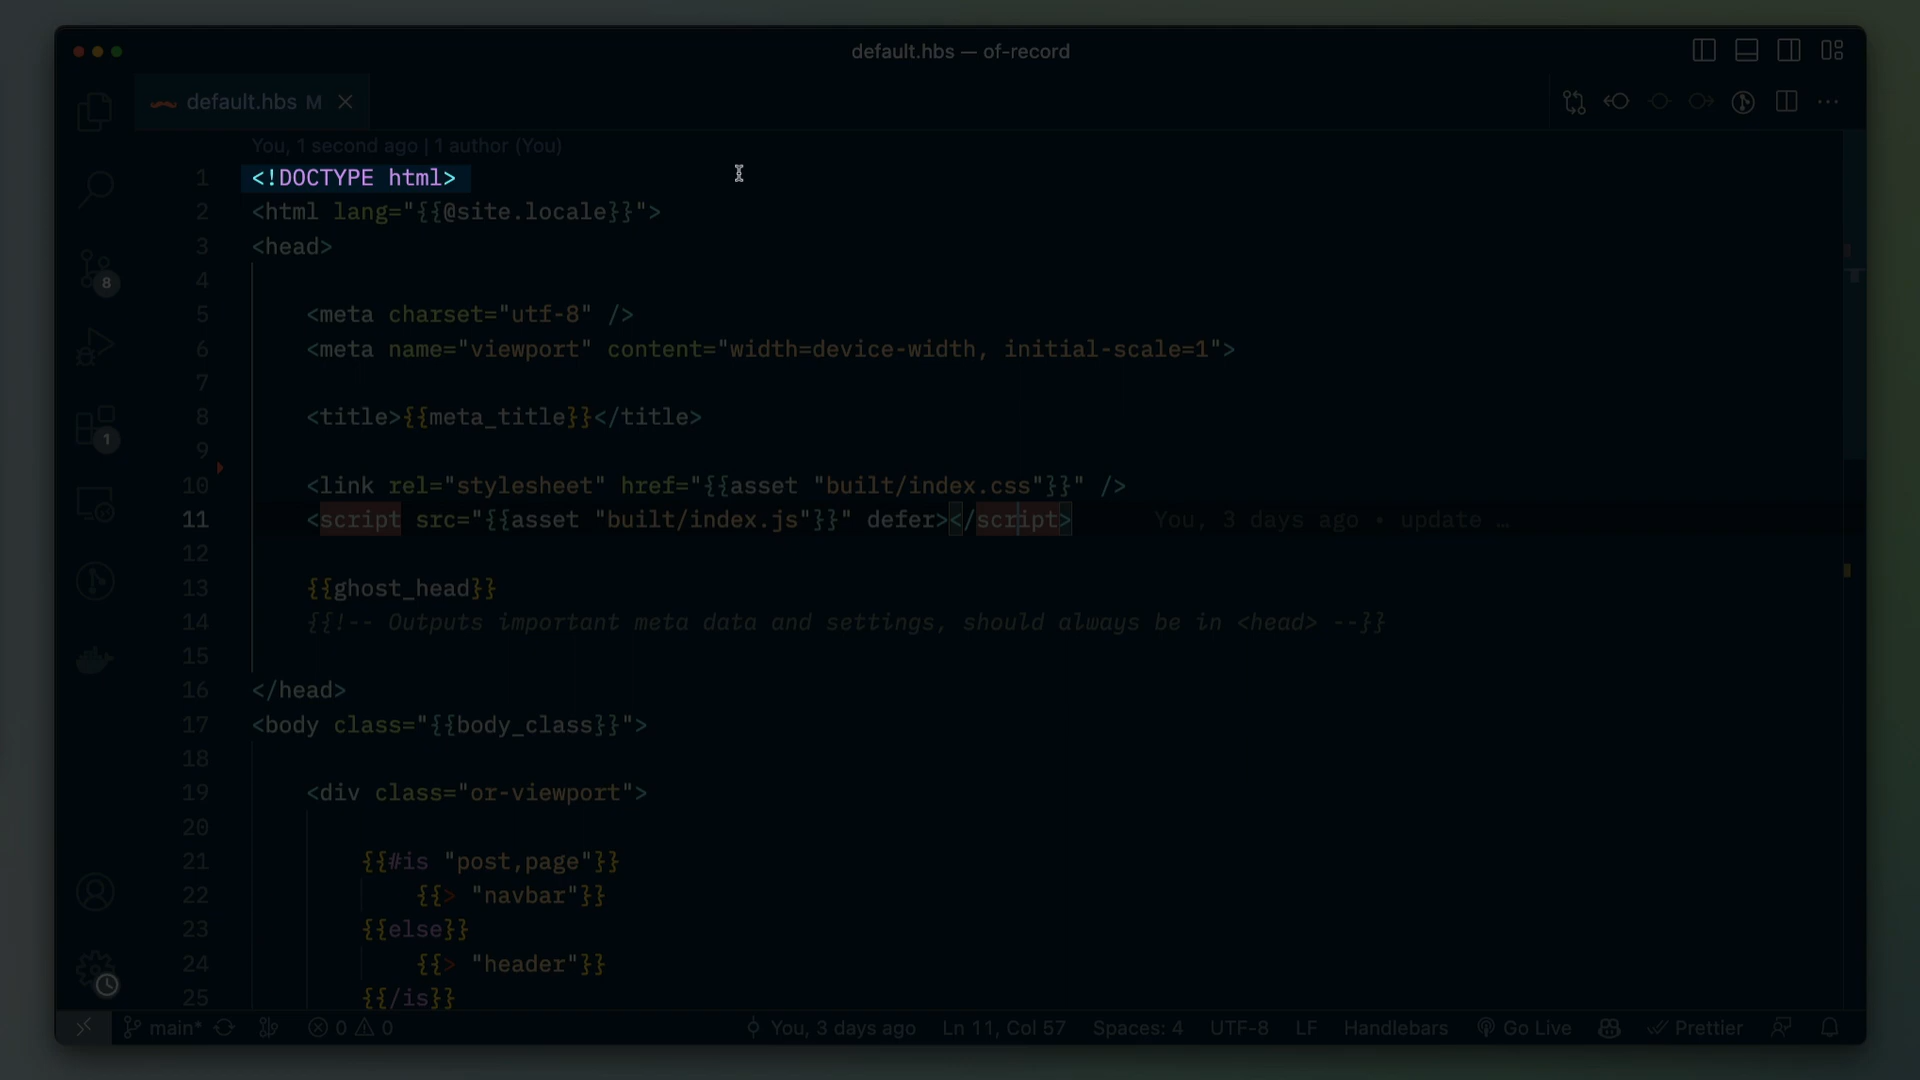 default.hbs — of-record
default.hbs M
You, 1 second ago | 1 author (You)
1 <!DOCTYPE html>
2 <html lang="{{@site.locale}}">
3 <head>
4
5 <meta charset="utf-8" />
6 <meta name="viewport" content="width=device-width, initial-scale=1">
7
8 <title>{{meta_title}}</title>
9
10 <link rel="stylesheet" href="{{asset "built/index.css"}}" />
11 <script src="{{asset "built/index.js"}}" defer></script> You, 3 days ago • update …
12
13 {{ghost_head}}
14 {{!-- Outputs important meta data and settings, should always be in <head> --}}
15
16 </head>
17 <body class="{{body_class}}">
18
19 <div class="or-viewport">
20
21 {{#is "post,page"}}
22 {{> "navbar"}}
23 {{else}}
24 {{> "header"}}
25 {{/is}}
8
1
main* 0 0 You, 3 days ago Ln 11, Col 57 Spaces: 4 UTF-8 LF Handlebars Go Live Prettier